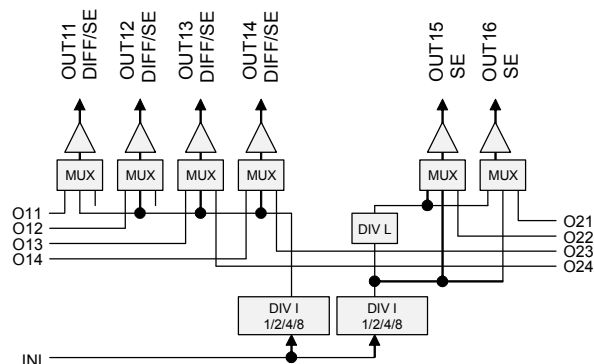 OUT11
DIFF/SE
OUT12
DIFF/SE
OUT13
DIFF/SE
OUT14
DIFF/SE
OUT15
SE
OUT16
SE
MUX
MUX
MUX
MUX
MUX
MUX
O11
O12
O13
O14
O21
O22
O23
O24
DIV L
DIV I
1/2/4/8
DIV I
1/2/4/8
INI